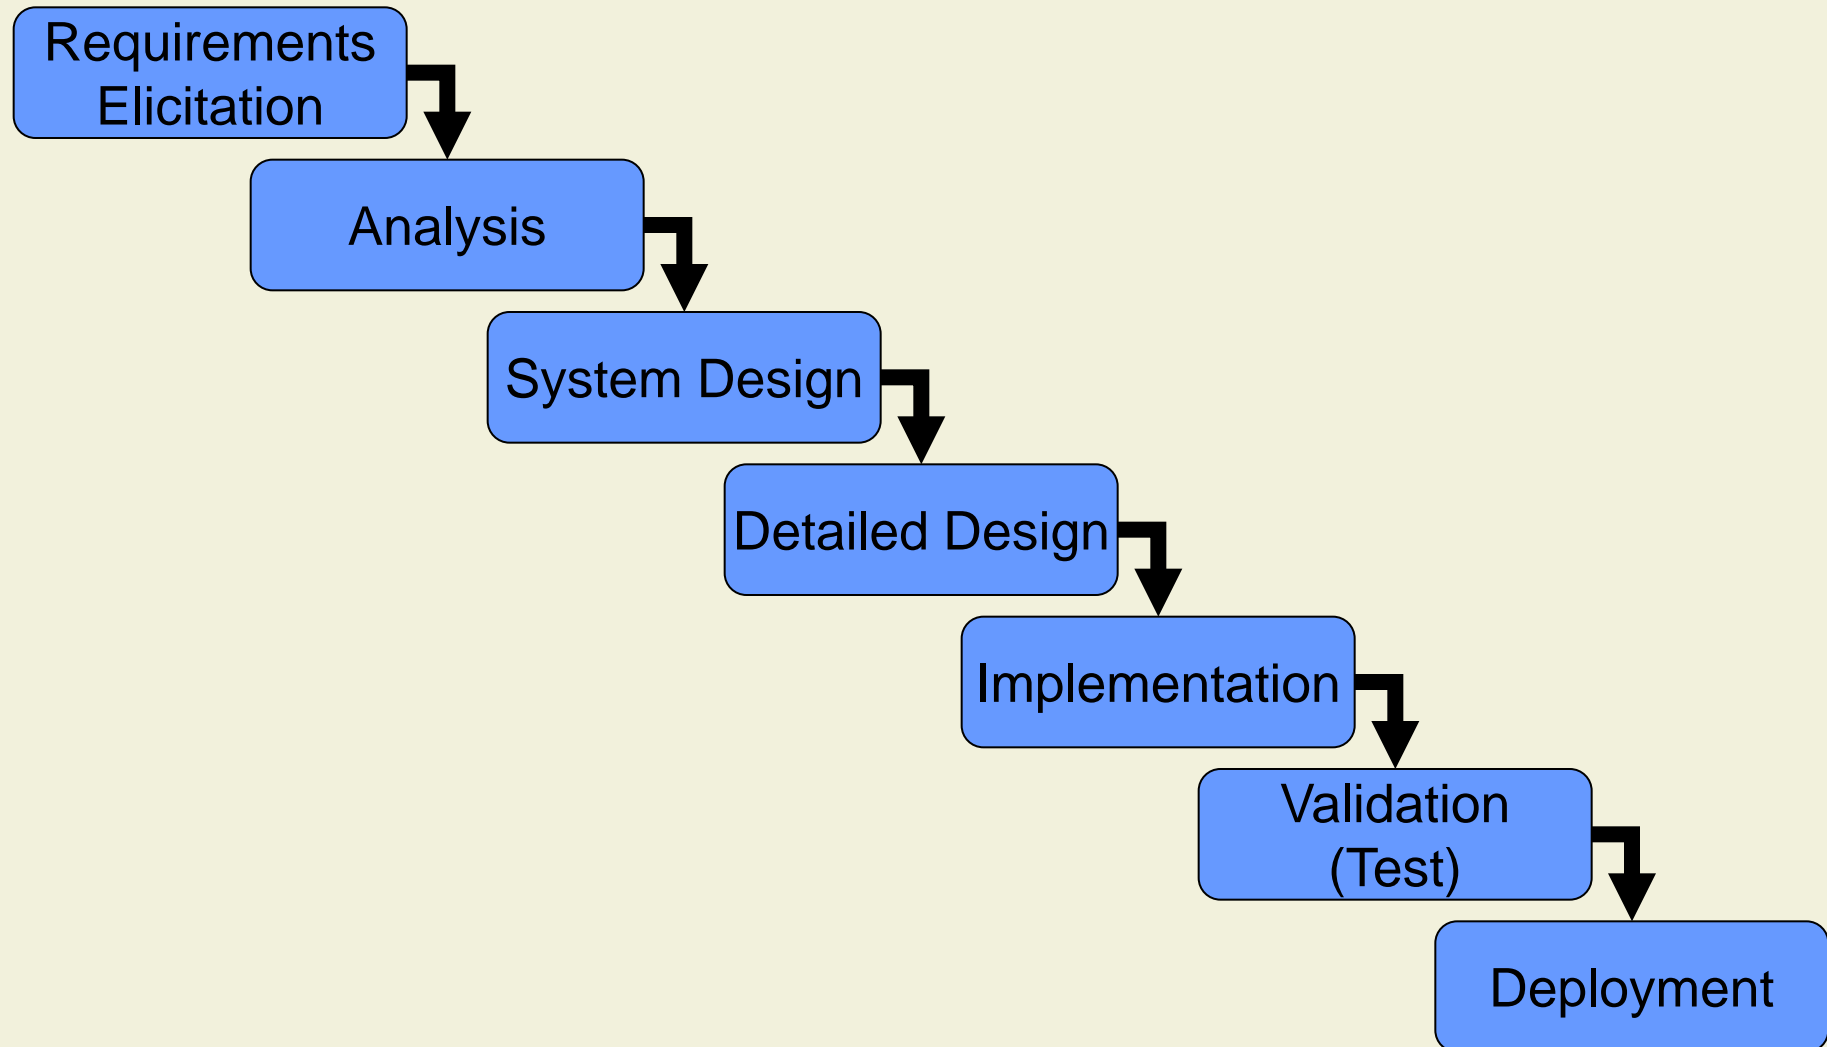 Requirements
Elicitation
Analysis
System Design
Detailed Design
Implementation
Validation
(Test)
Deployment